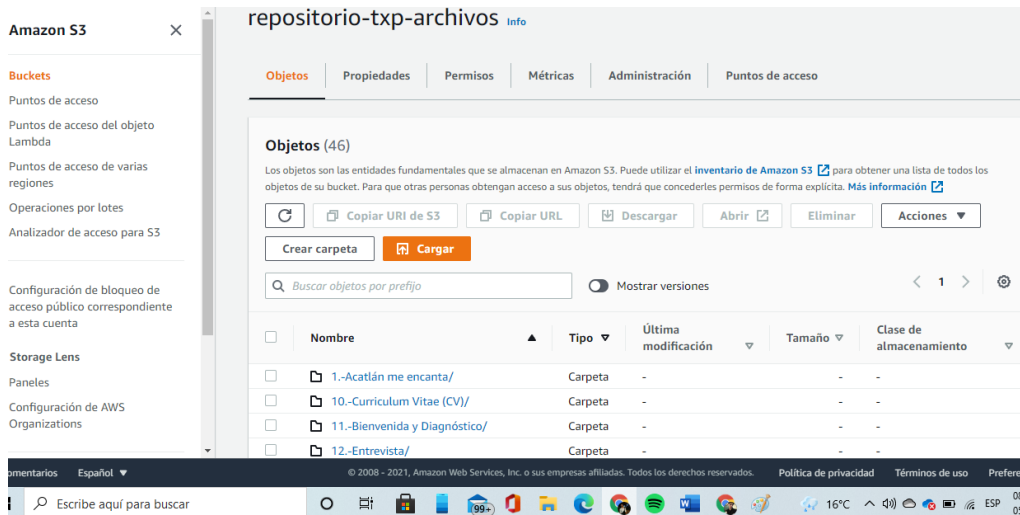 Amazon S3
Buckets
Puntos de acceso
Puntos de acceso del objeto
Lambda
Puntos de acceso de varias
regiones
Operaciones por lotes
Analizador de acceso para S3
Configuración de bloqueo de
acceso público correspondiente
a esta cuenta
Storage Lens
Paneles
Configuración de AWS
Organizations
repositorio-txp-archivos Info
Objetos Propiedades Permisos Métricas Administración Puntos de acceso
Objetos (46)
Los objetos son las entidades fundamentales que se almacenan en Amazon S3. Puede utilizar el inventario de Amazon S3 para obtener una lista de todos los
objetos de su bucket. Para que otras personas obtengan acceso a sus objetos, tendrá que concederles permisos de forma explícita. Más información
Copiar URI de S3 Copiar URL Descargar Abrir Eliminar Acciones
Crear carpeta Cargar
Buscar objetos por prefijo Mostrar versiones 1
Nombre Tipo Última modificación Tamaño Clase de almacenamiento
1.-Acatlán me encanta/ Carpeta - - -
10.-Curriculum Vitae (CV)/ Carpeta - - -
11.-Bienvenida y Diagnóstico/ Carpeta - - -
12.-Entrevista/ Carpeta - - -
omentarios Español © 2008 - 2021, Amazon Web Services, Inc. o sus empresas afiliadas. Todos los derechos reservados. Política de privacidad Términos de uso Prefere
Escribe aquí para buscar 99+ 16°C ESP